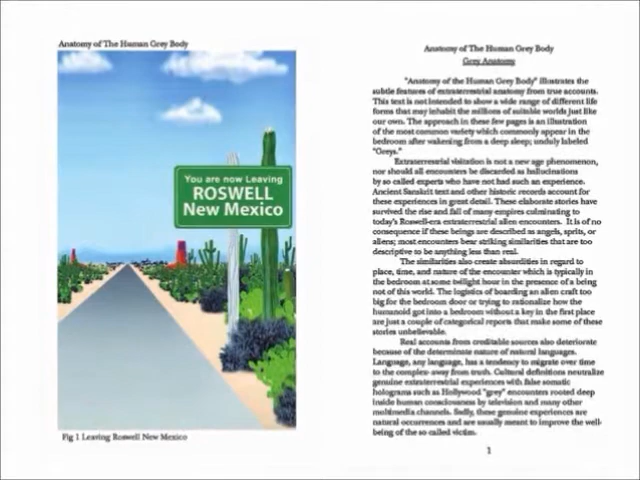 Anatomy of The Human Grey Body
You are now Leaving
ROSWELL
New Mexico
Fig 1 Leaving Roswell New Mexico
Anatomy of The Human Grey Body
Grey Anatomy
"Anatomy of the Human Grey Body" illustrates the
subtle features of extraterrestrial anatomy from true accounts.
This text is not intended to show a wide range of different life
forms that may inhabit the millions of suitable worlds just like
our own. The approach in these few pages is an illustration
of the most common variety which commonly appear in the
bedroom after wakening from a deep sleep; unduly labeled
"Greys."
Extraterrestrial visitation is not a new age phenomenon,
nor should all encounters be discarded as hallucinations
by so called experts who have not had such an experience.
Ancient Sanskrit text and other historic records account for
these experiences in great detail. These elaborate stories have
survived the rise and fall of many empires culminating to
today's Roswell-era extraterrestrial alien encounters. It is of no
consequence if these beings are described as angels, sprits, or
aliens; most encounters bear striking similarities that are too
descriptive to be anything less than real.
The similarities also create absurdities in regard to
place, time, and nature of the encounter which is typically in
the bedroom at some twilight hour in the presence of a being
not of this world. The logistics of boarding an alien craft too
big for the bedroom door or trying to rationalize how the
humanoid got into a bedroom without a key in the first place
are just a couple of categorical reports that make some of these
stories unbelievable.
Real accounts from creditable sources also deteriorate
because of the determinate nature of natural languages.
Language, any language, has a tendency to migrate over time
to the complex- away from truth. Cultural definitions neutralize
genuine extraterrestrial experiences with false somatic
holograms such as Hollywood "grey" encounters rooted deep
inside human consciousness by television and many other
multimedia channels. Sadly, these genuine experiences are
natural occurrences and are usually meant to improve the well-
being of the so called victim.
1